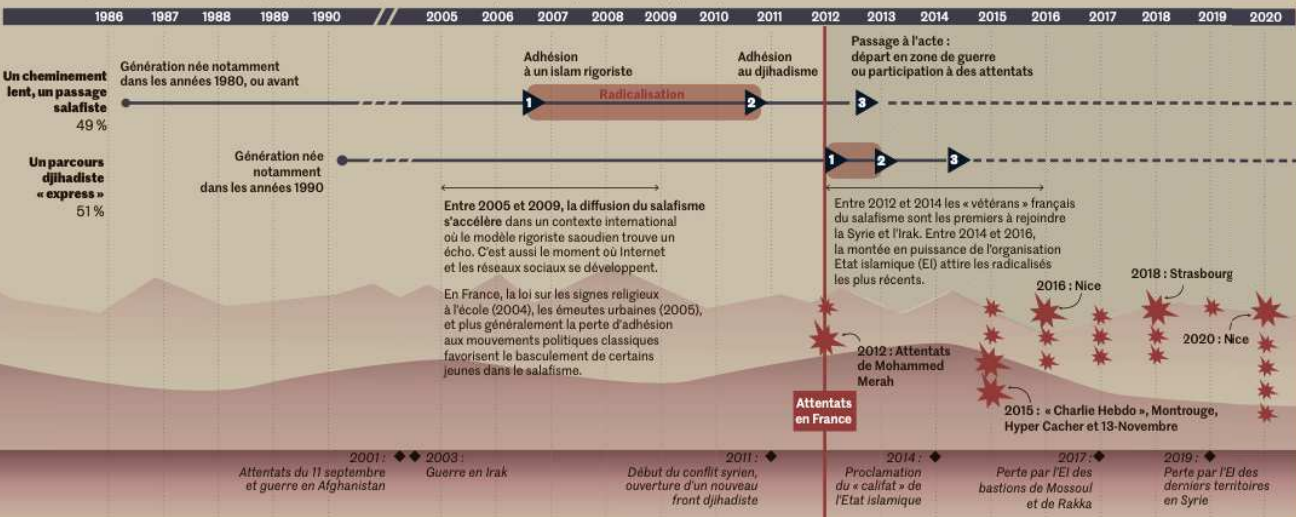 1986 1987 1988 1989 1990 2005 2006 2007 2008 2009 2010 2011 2012 2013 2014 2015 2016 2017 2018 2019 2020
Un cheminement
lent, un passage
salafiste
49 %
Génération née notamment
dans les années 1980, ou avant
Adhésion
à un islam rigoriste
Radicalisation
Adhésion
au djihadisme
Passage à l'acte :
départ en zone de guerre
ou participation à des attentats
1 2 3
Un parcours
djihadiste
« express »
51 %
Génération née
notamment
dans les années 1990
1 2 3
Entre 2005 et 2009, la diffusion du salafisme
s'accélère dans un contexte international
où le modèle rigoriste saoudien trouve un
écho. C'est aussi le moment où Internet
et les réseaux sociaux se développent.
En France, la loi sur les signes religieux
à l'école (2004), les émeutes urbaines (2005),
et plus généralement la perte d'adhésion
aux mouvements politiques classiques
favorisent le basculement de certains
jeunes dans le salafisme.
Entre 2012 et 2014 les « vétérans » français
du salafisme sont les premiers à rejoindre
la Syrie et l'Irak. Entre 2014 et 2016,
la montée en puissance de l'organisation
Etat islamique (EI) attire les radicalisés
les plus récents.
2012 : Attentats
de Mohammed
Merah
2016 : Nice
2018 : Strasbourg
2020 : Nice
2015 : « Charlie Hebdo », Montrouge,
Hyper Cacher et 13-Novembre
Attentats
en France
2001 :
Attentats du 11 septembre
et guerre en Afghanistan
2003 :
Guerre en Irak
2011 :
Début du conflit syrien,
ouverture d'un nouveau
front djihadiste
2014 :
Proclamation
du « califat » de
l'Etat islamique
2017 :
Perte par l'EI des
bastions de Mossoul
et de Rakka
2019 :
Perte par l'EI des
derniers territoires
en Syrie